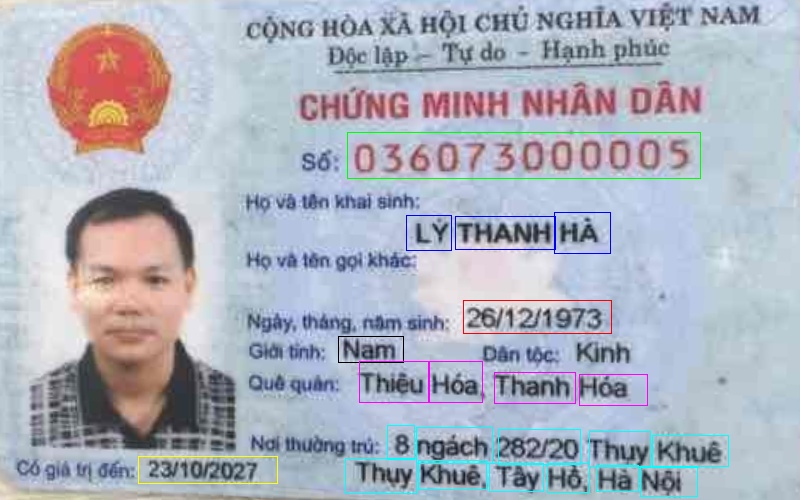 CỘNG HÒA XÃ HỘI CHỦ NGHĨA VIỆT NAM
Độc lập – Tự do – Hạnh phúc
CHỨNG MINH NHÂN DÂN
Số: 036073000005
Họ và tên khai sinh:
LÝ THANH HÀ
Họ và tên gọi khác:
Ngày, tháng, năm sinh: 26/12/1973
Giới tính: Nam Dân tộc: Kinh
Quê quán: Thiệu Hóa, Thanh Hóa
Nơi thường trú: 8 ngách 282/20 Thụy Khuê
Có giá trị đến: 23/10/2027 Thụy Khuê, Tây Hồ, Hà Nội